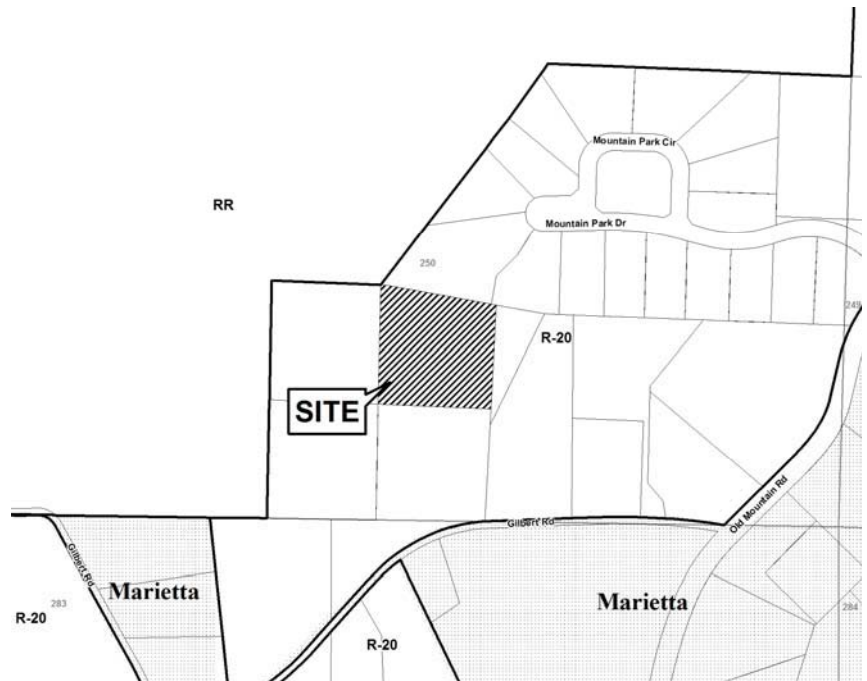 Mountain Park Cir
RR
Mountain Park Dr
250
249
R-20
SITE
Old Mountain Rd
Gilbert Rd
Gilbert Rd
Marietta
Marietta
283
284
R-20
R-20